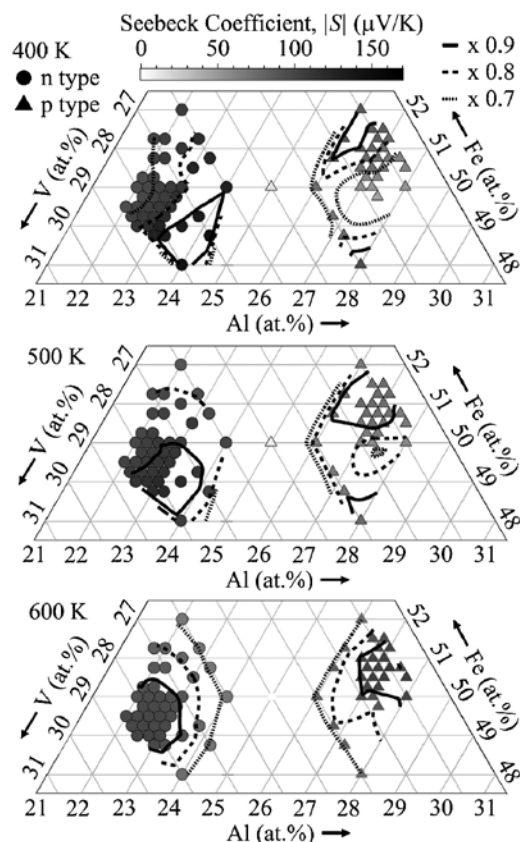 Seebeck Coefficient, |S| (μV/K)
400 K 0 50 100 150
n type
p type
x 0.9
x 0.8
x 0.7
27 52
28 51
29 50
30 49
31 48
← V (at.%)
← Fe (at.%)
21 22 23 24 25 26 27 28 29 30 31
Al (at.%) →
500 K
27 52
28 51
29 50
30 49
31 48
← V (at.%)
← Fe (at.%)
21 22 23 24 25 26 27 28 29 30 31
Al (at.%) →
600 K
27 52
28 51
29 50
30 49
31 48
← V (at.%)
← Fe (at.%)
21 22 23 24 25 26 27 28 29 30 31
Al (at.%) →